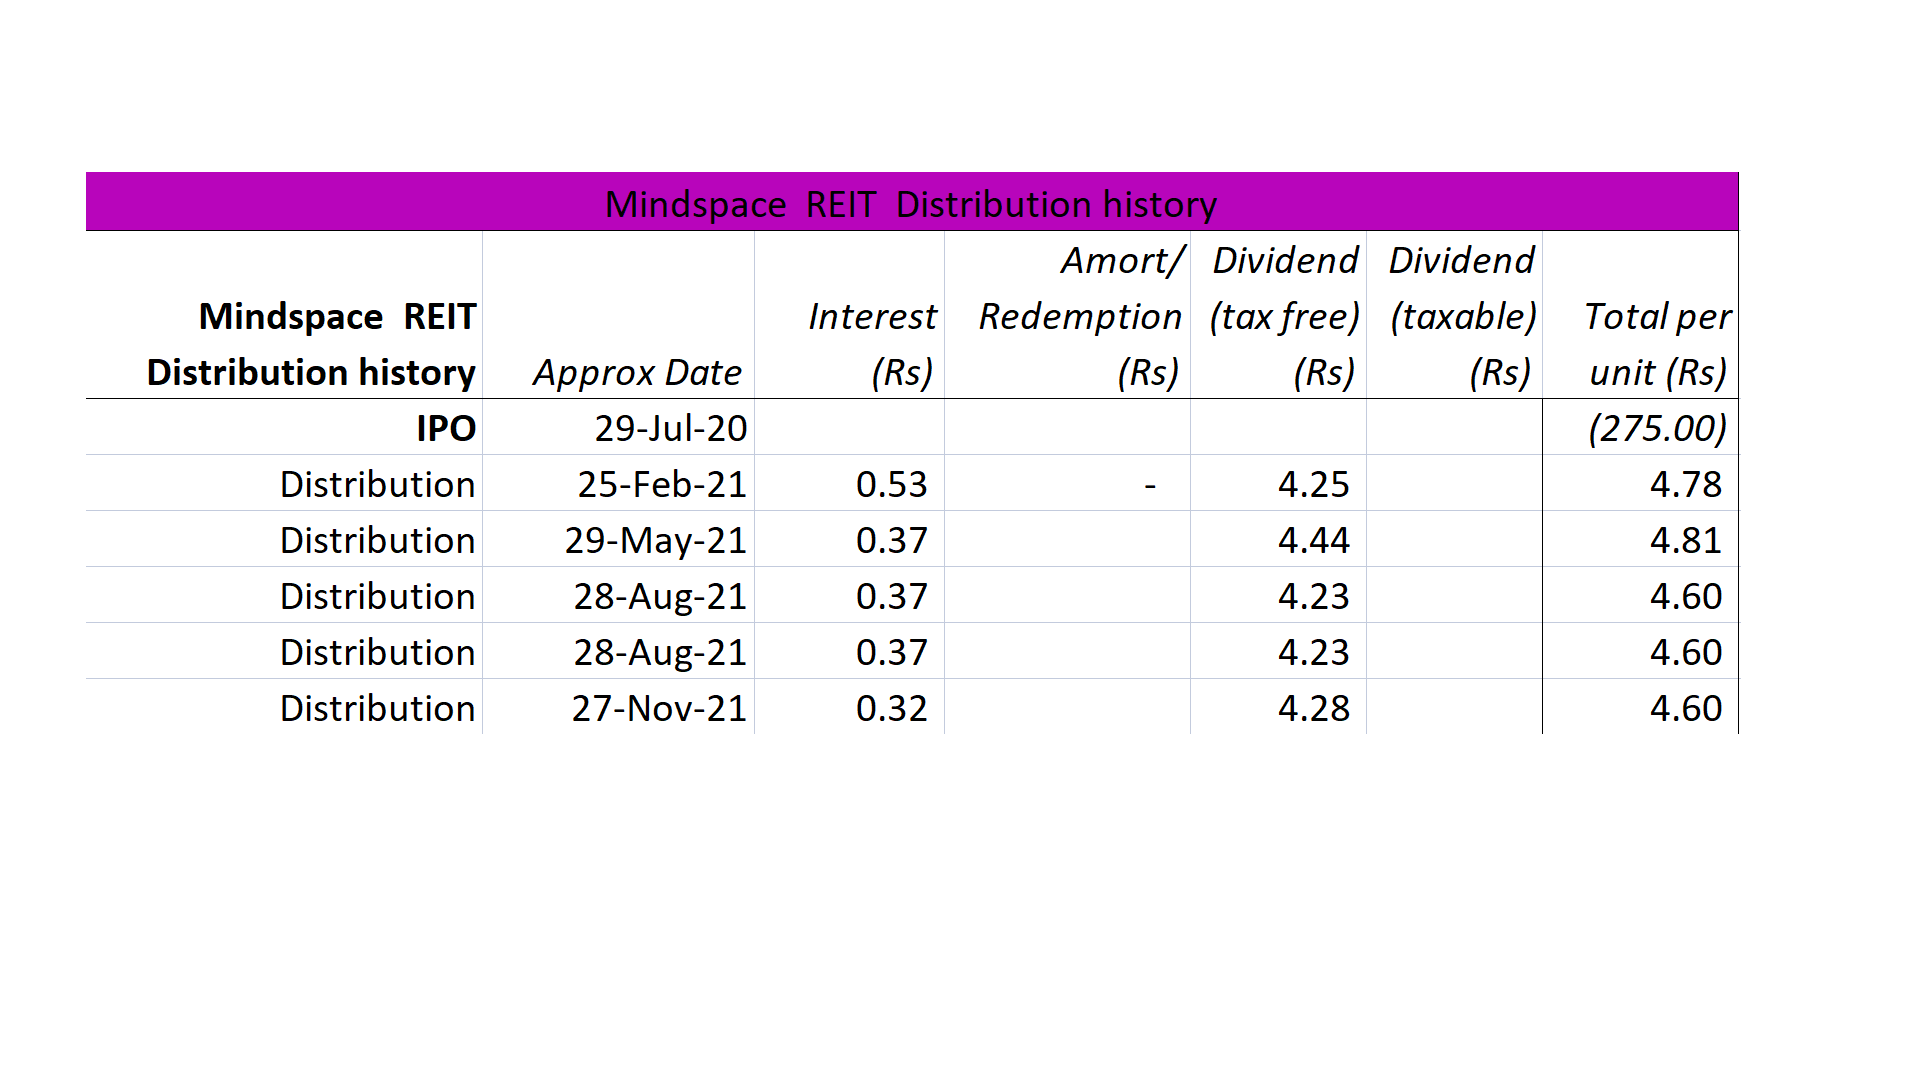 Mindspace REIT Distribution history
Mindspace REIT Distribution history Approx Date Interest (Rs) Amort/ Redemption (Rs) Dividend (tax free) (Rs) Dividend (taxable) (Rs) Total per unit (Rs)
IPO 29-Jul-20 (275.00)
Distribution 25-Feb-21 0.53 - 4.25 4.78
Distribution 29-May-21 0.37 4.44 4.81
Distribution 28-Aug-21 0.37 4.23 4.60
Distribution 28-Aug-21 0.37 4.23 4.60
Distribution 27-Nov-21 0.32 4.28 4.60